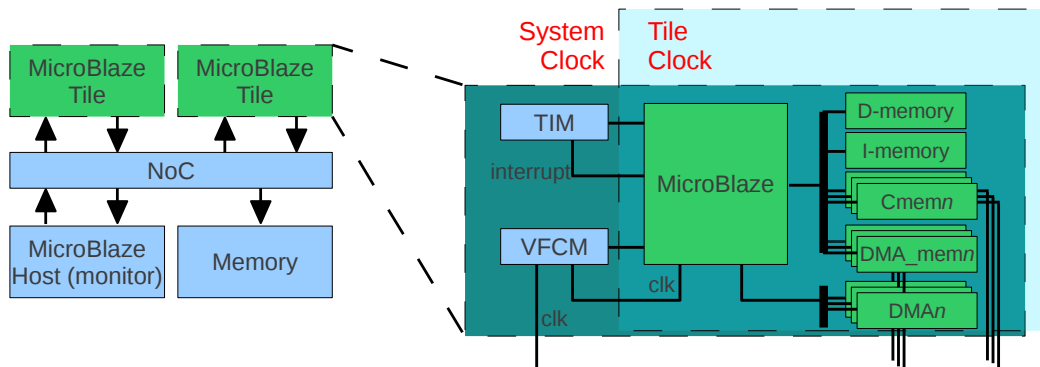 System
Clock
Tile
Clock
MicroBlaze
Tile
MicroBlaze
Tile
NoC
MicroBlaze
Host (monitor)
Memory
TIM
interrupt
VFCM
clk
clk
MicroBlaze
D-memory
I-memory
Cmemn
DMA_memn
DMAn